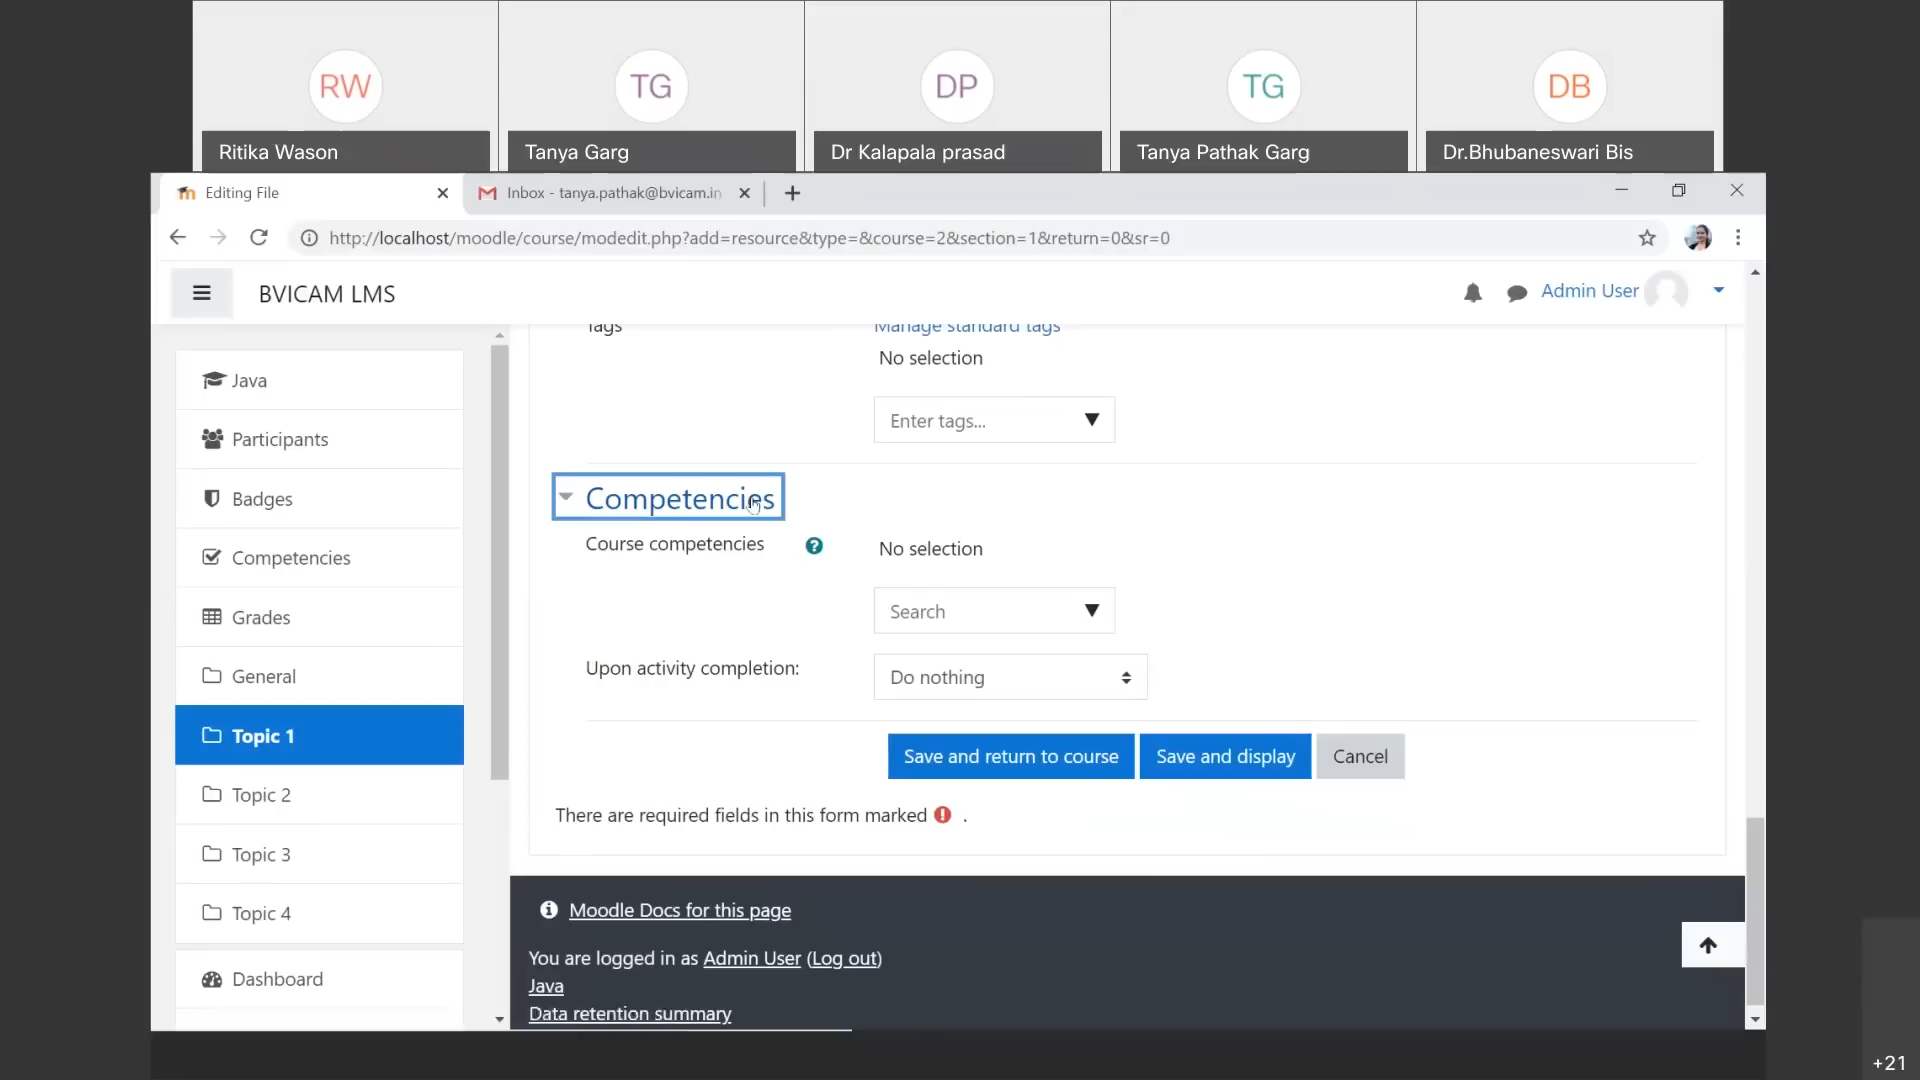 RW
TG
DP
TG
DB
Ritika Wason
Tanya Garg
Dr Kalapala prasad
Tanya Pathak Garg
Dr.Bhubaneswari Bis
Editing File
Inbox - tanya.pathak@bvicam.in
http://localhost/moodle/course/modedit.php?add=resource&type=&course=2&section=1&return=0&sr=0
BVICAM LMS
Admin User
Java
Participants
Badges
Competencies
Grades
General
Topic 1
Topic 2
Topic 3
Topic 4
Dashboard
Tags
Manage standard tags
No selection
Enter tags...
Competencies
Course competencies
No selection
Search
Upon activity completion:
Do nothing
Save and return to course
Save and display
Cancel
There are required fields in this form marked .
Moodle Docs for this page
You are logged in as Admin User (Log out)
Java
Data retention summary
+21